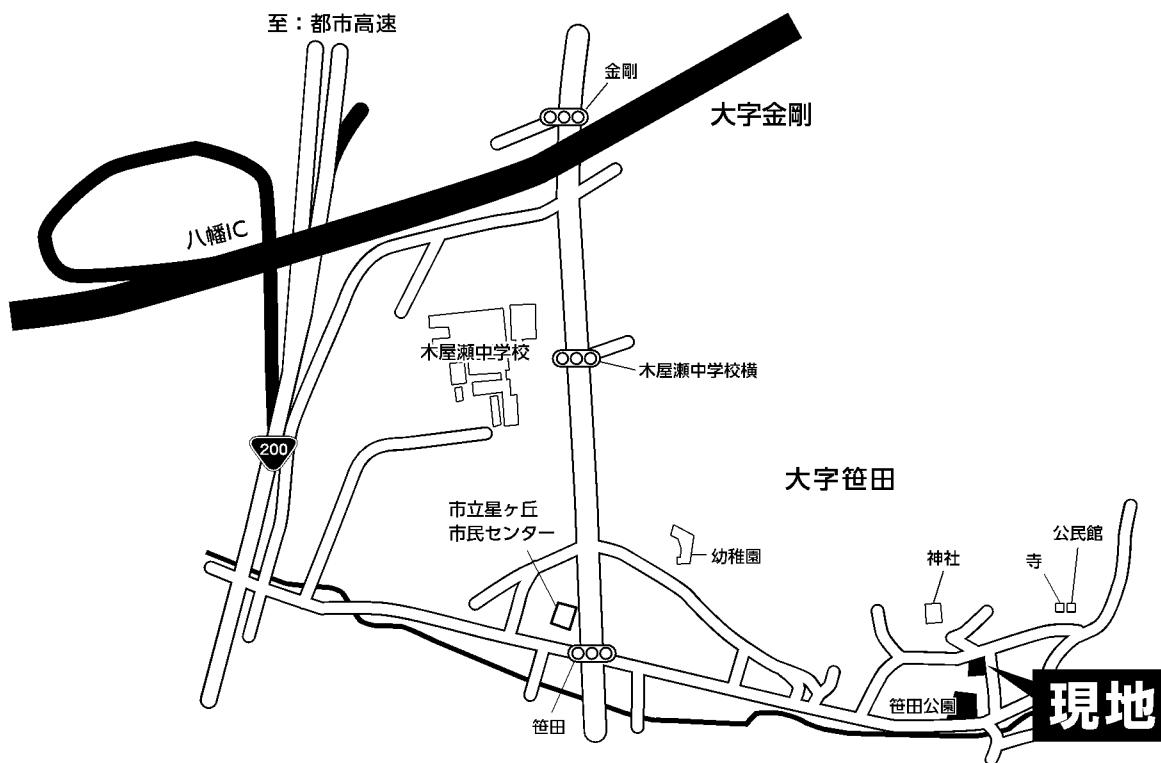 至：都市高速
金剛
大字金剛
八幡IC
木屋瀬中学校
木屋瀬中学校横
200
大字笹田
市立星ヶ丘
市民センター
幼稚園
神社
寺
公民館
笹田公園
現地
笹田